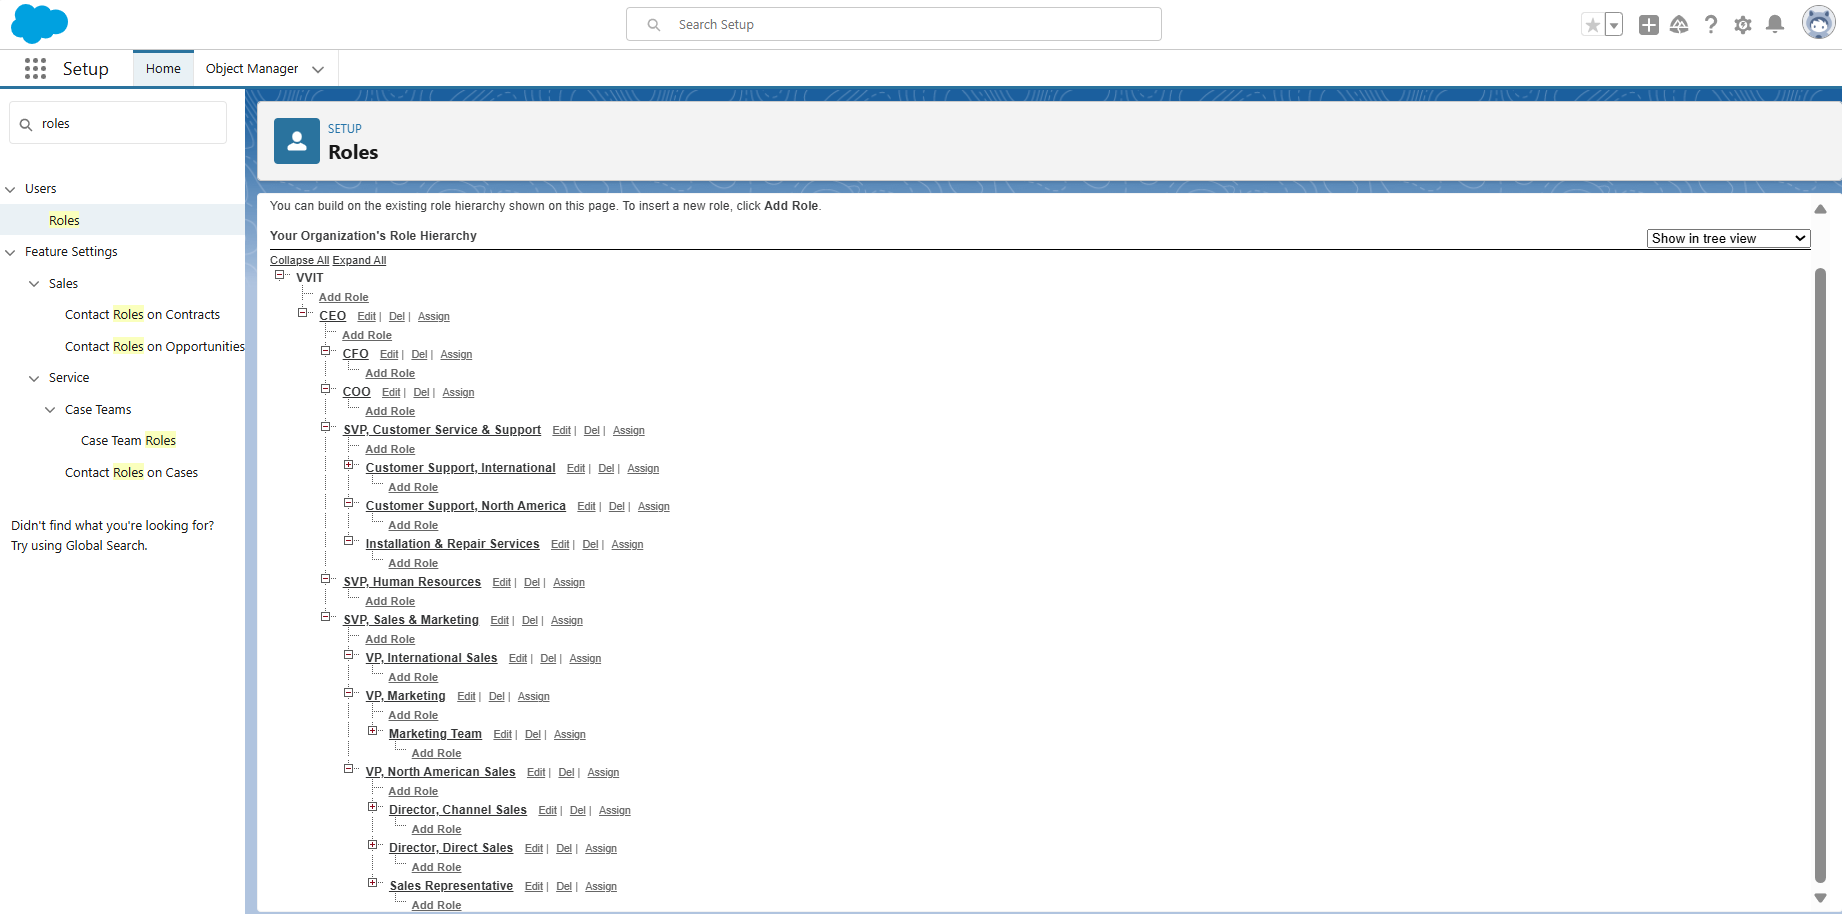 Search Setup
Setup
Home
Object Manager
roles
Users
Roles
Feature Settings
Sales
Contact Roles on Contracts
Contact Roles on Opportunities
Service
Case Teams
Case Team Roles
Contact Roles on Cases
Didn't find what you're looking for?
Try using Global Search.
SETUP
Roles
You can build on the existing role hierarchy shown on this page. To insert a new role, click Add Role.
Your Organization's Role Hierarchy
Show in tree view
Collapse All Expand All
VVIT
Add Role
CEO Edit | Del | Assign
Add Role
CFO Edit | Del | Assign
Add Role
COO Edit | Del | Assign
Add Role
SVP, Customer Service & Support Edit | Del | Assign
Add Role
Customer Support, International Edit | Del | Assign
Add Role
Customer Support, North America Edit | Del | Assign
Add Role
Installation & Repair Services Edit | Del | Assign
Add Role
SVP, Human Resources Edit | Del | Assign
Add Role
SVP, Sales & Marketing Edit | Del | Assign
Add Role
VP, International Sales Edit | Del | Assign
Add Role
VP, Marketing Edit | Del | Assign
Add Role
Marketing Team Edit | Del | Assign
Add Role
VP, North American Sales Edit | Del | Assign
Add Role
Director, Channel Sales Edit | Del | Assign
Add Role
Director, Direct Sales Edit | Del | Assign
Add Role
Sales Representative Edit | Del | Assign
Add Role